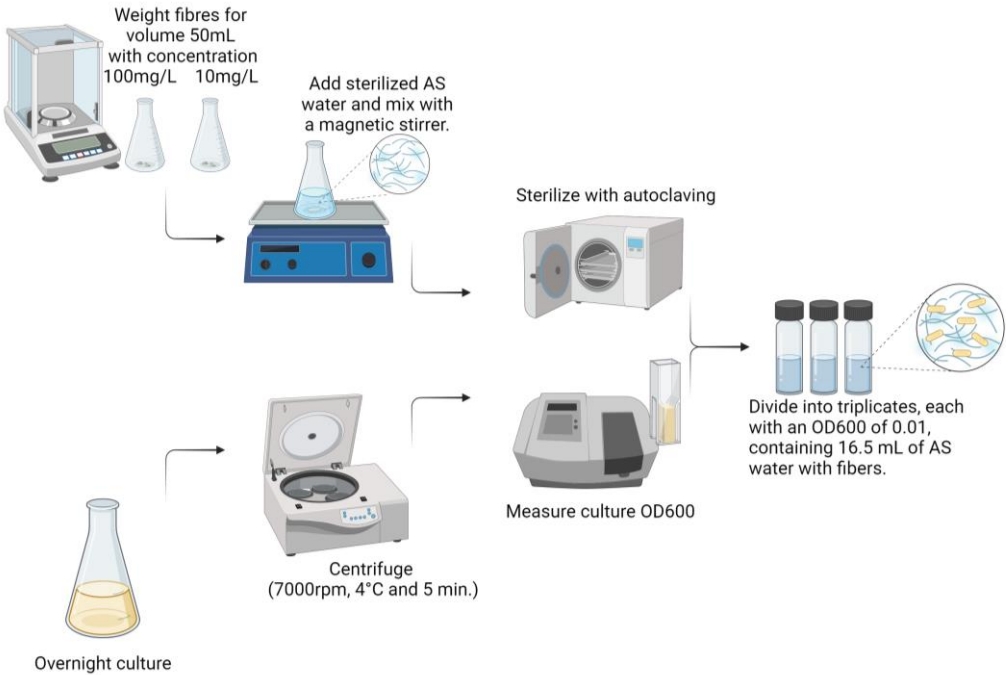 Weight fibres for
volume 50mL
with concentration
100mg/L 10mg/L
Add sterilized AS
water and mix with
a magnetic stirrer.
Sterilize with autoclaving
Divide into triplicates, each
with an OD600 of 0.01,
containing 16.5 mL of AS
water with fibers.
Measure culture OD600
Centrifuge
(7000rpm, 4°C and 5 min.)
Overnight culture